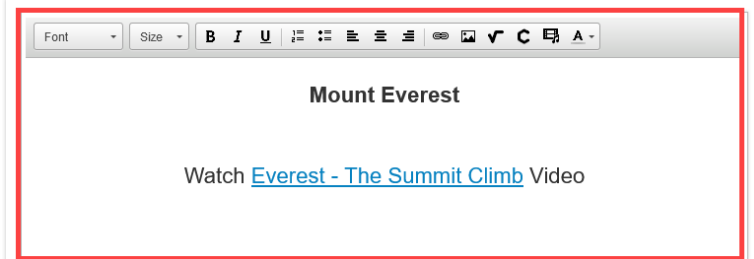 Font Size B I U A
Mount Everest
Watch Everest - The Summit Climb Video